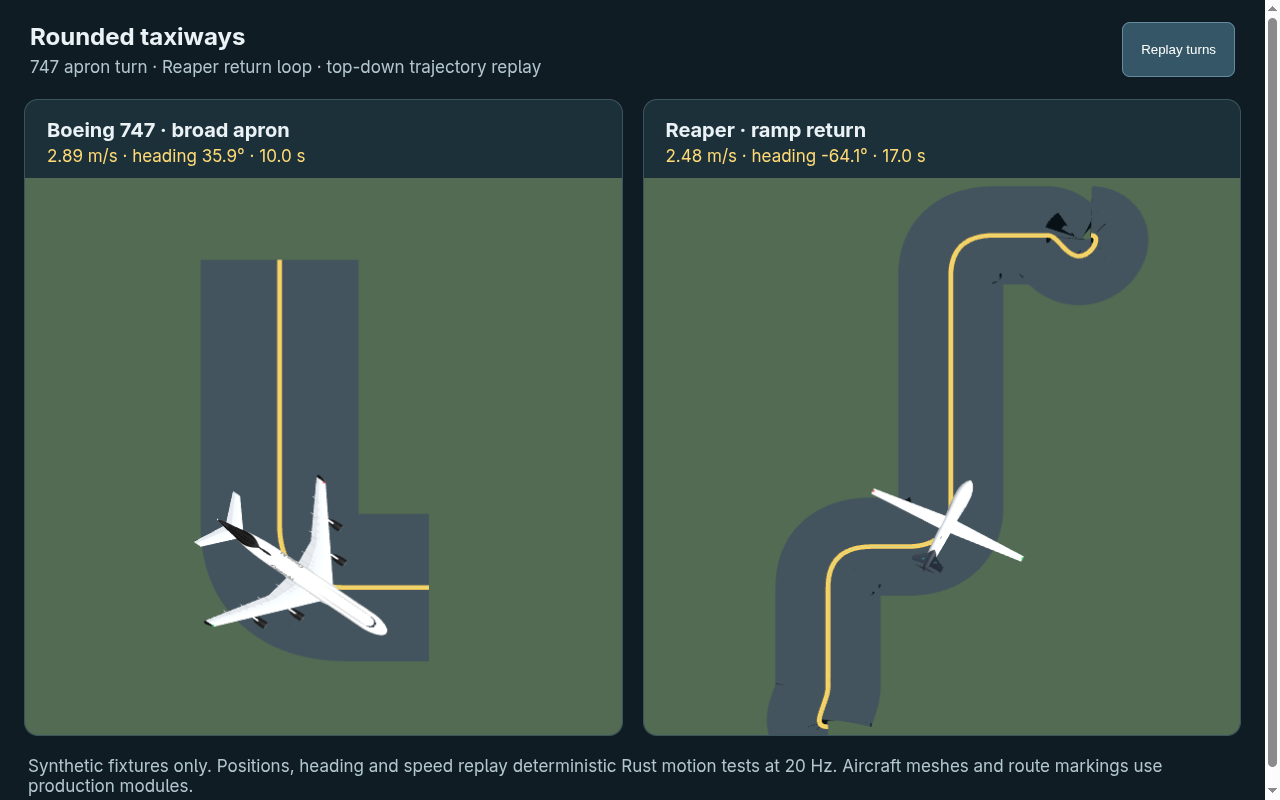 Rounded taxiways
747 apron turn · Reaper return loop · top-down trajectory replay
Replay turns
Boeing 747 · broad apron
2.89 m/s · heading 35.9° · 10.0 s
Reaper · ramp return
2.48 m/s · heading -64.1° · 17.0 s
Synthetic fixtures only. Positions, heading and speed replay deterministic Rust motion tests at 20 Hz. Aircraft meshes and route markings use
production modules.